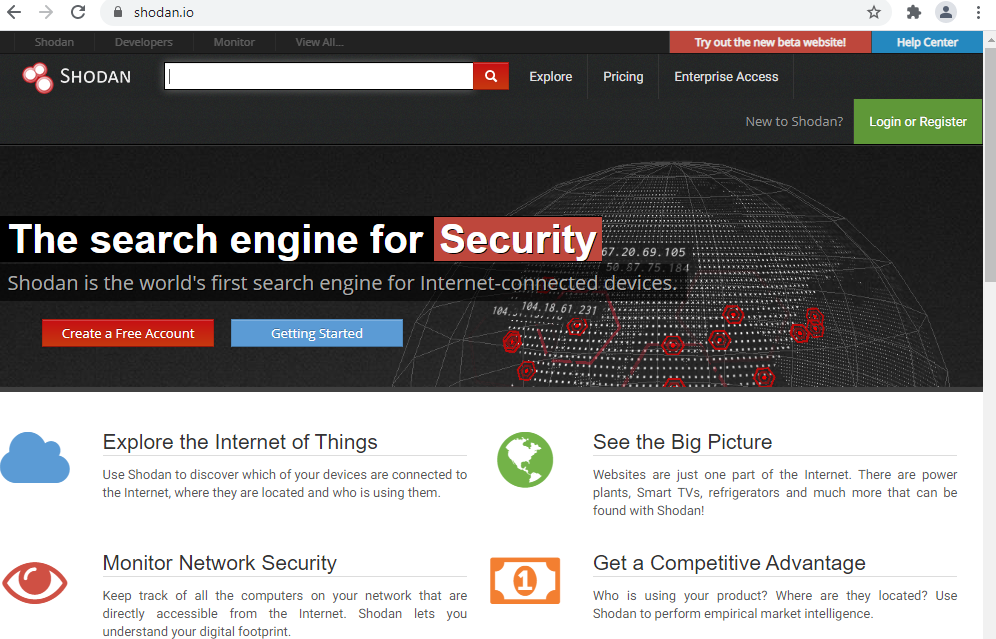 shodan.io
Shodan Developers Monitor View All... Try out the new beta website! Help Center
SHODAN Explore Pricing Enterprise Access
New to Shodan? Login or Register
The search engine for Security
67.20.69.105
50.87.75.184
Shodan is the world's first search engine for Internet-connected devices.
104. 104.18.61.231
Create a Free Account Getting Started
Explore the Internet of Things
Use Shodan to discover which of your devices are connected to
the Internet, where they are located and who is using them.
See the Big Picture
Websites are just one part of the Internet. There are power
plants, Smart TVs, refrigerators and much more that can be
found with Shodan!
Monitor Network Security
Keep track of all the computers on your network that are
directly accessible from the Internet. Shodan lets you
understand your digital footprint.
1
Get a Competitive Advantage
Who is using your product? Where are they located? Use
Shodan to perform empirical market intelligence.